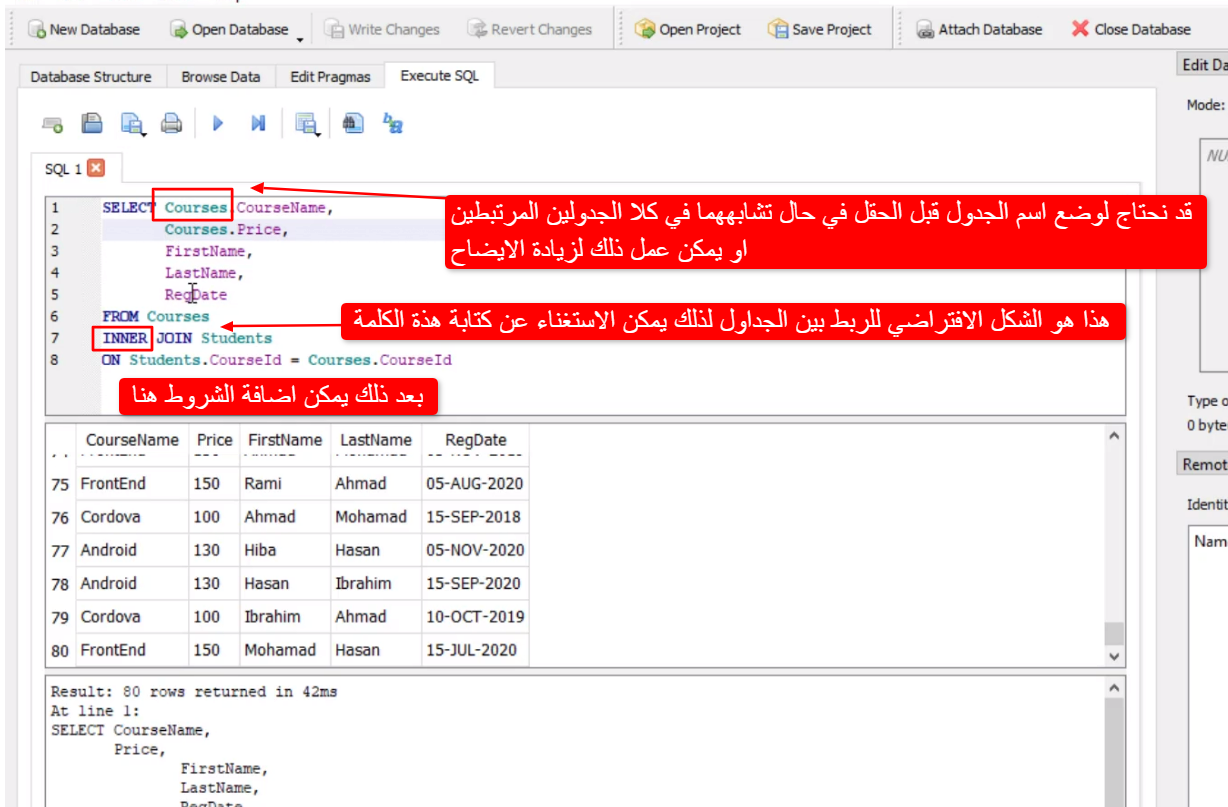 New Database Open Database Write Changes Revert Changes Open Project Save Project Attach Database Close Database
Database Structure Browse Data Edit Pragmas Execute SQL
Edit Da
Mode:
NU
SQL 1
1 SELECT Courses.CourseName,
2 Courses.Price,
3 FirstName,
4 LastName,
5 RegDate
6 FROM Courses
7 INNER JOIN Students
8 ON Students.CourseId = Courses.CourseId
قد نحتاج لوضع اسم الجدول قبل الحقل في حال تشابههما في كلا الجدولين المرتبطين
او يمكن عمل ذلك لزيادة الايضاح
هذا هو الشكل الافتراضي للربط بين الجداول لذلك يمكن الاستغناء عن كتابة هذة الكلمة
بعد ذلك يمكن اضافة الشروط هنا
Type o
0 byte
Remot
Identit
Nam
CourseName Price FirstName LastName RegDate
75 FrontEnd 150 Rami Ahmad 05-AUG-2020
76 Cordova 100 Ahmad Mohamad 15-SEP-2018
77 Android 130 Hiba Hasan 05-NOV-2020
78 Android 130 Hasan Ibrahim 15-SEP-2020
79 Cordova 100 Ibrahim Ahmad 10-OCT-2019
80 FrontEnd 150 Mohamad Hasan 15-JUL-2020
Result: 80 rows returned in 42ms
At line 1:
SELECT CourseName,
Price,
FirstName,
LastName,
RegDate